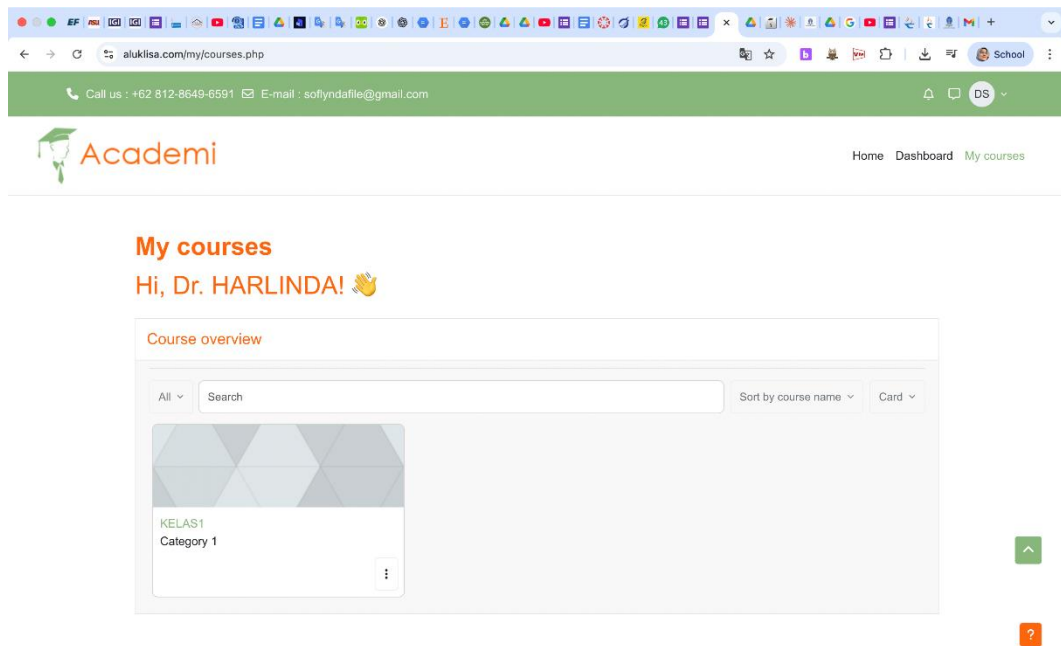 aluklisa.com/my/courses.php
School
Call us : +62 812-8649-6591 E-mail : soflyndafile@gmail.com
DS
Academi
Home Dashboard My courses
My courses
Hi, Dr. HARLINDA! 👋
Course overview
All
Search
Sort by course name
Card
KELAS1
Category 1
?